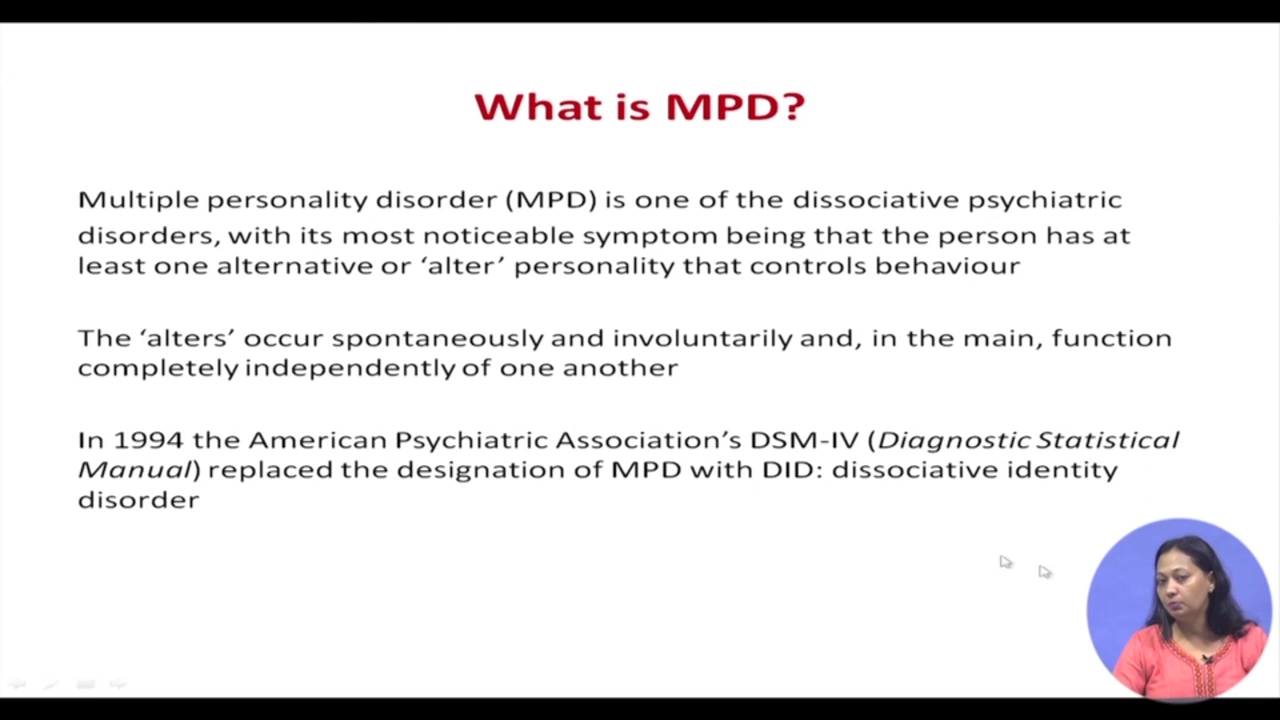 What is MPD?
Multiple personality disorder (MPD) is one of the dissociative psychiatric
disorders, with its most noticeable symptom being that the person has at
least one alternative or ‘alter’ personality that controls behaviour
The ‘alters’ occur spontaneously and involuntarily and, in the main, function
completely independently of one another
In 1994 the American Psychiatric Association’s DSM-IV (Diagnostic Statistical
Manual) replaced the designation of MPD with DID: dissociative identity
disorder